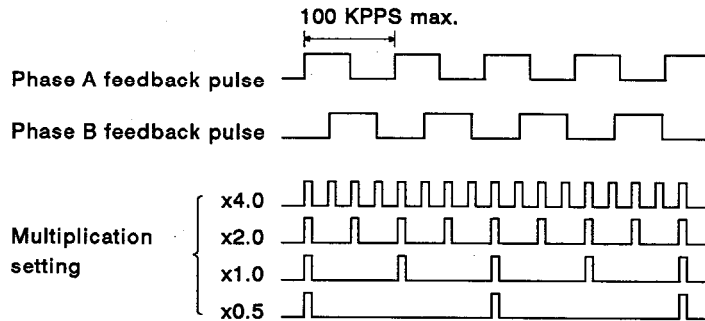 100 KPPS max.
Phase A feedback pulse
Phase B feedback pulse
Multiplication
setting
x4.0
x2.0
x1.0
x0.5